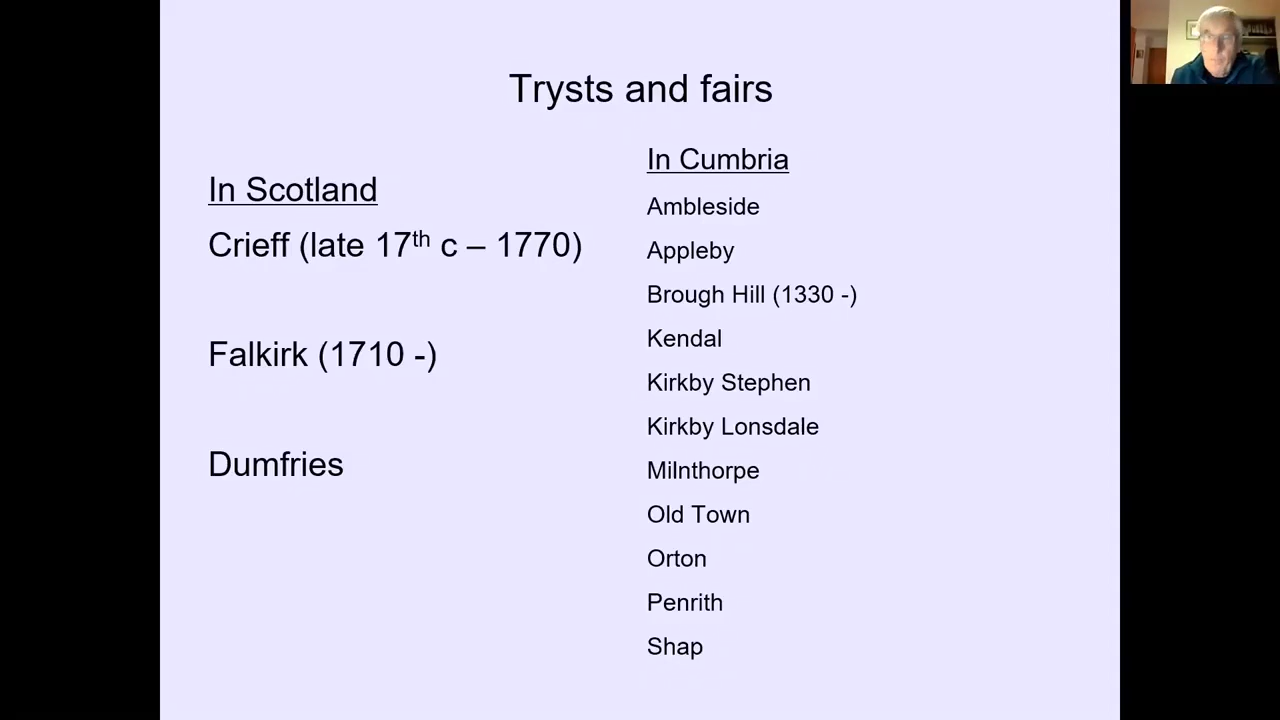 Trysts and fairs
In Scotland
Crieff (late 17th c – 1770)
Falkirk (1710 -)
Dumfries
In Cumbria
Ambleside
Appleby
Brough Hill (1330 -)
Kendal
Kirkby Stephen
Kirkby Lonsdale
Milnthorpe
Old Town
Orton
Penrith
Shap